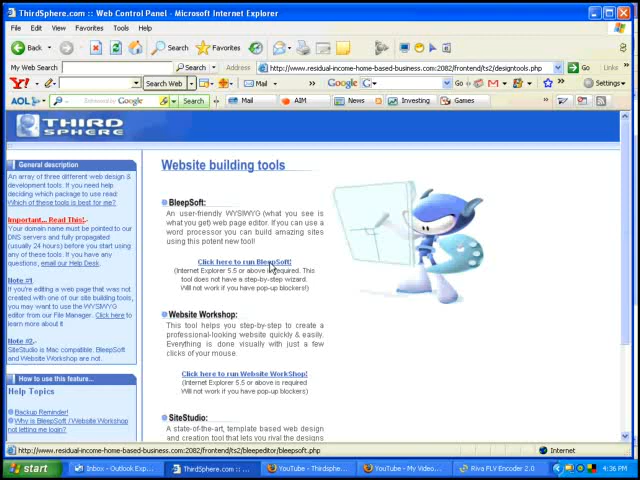 ThirdSphere.com :: Web Control Panel - Microsoft Internet Explorer
File Edit View Favorites Tools Help
Back Search Favorites
My Web Search Search Address http://www.residual-income-home-based-business.com:2082/frontend/ts2/designtools.php Go Links
Y! Search Web Mail Google Settings
AOL Google Search Mail AIM News Investing Games
THIRD
SPHERE
General description
An array of three different web design &
development tools. If you need help
deciding which package to use read:
Which of these tools is best for me?
Important... Read This!
Your domain name must be pointed to our
DNS servers and fully propagated
(usually 24 hours) before you start using
any of these tools. If you have any
questions, email our Help Desk.
Note #1
If you're editing a web page that was
not created with one of our site building tools,
you may want to use the WYSIWYG
editor from our File Manager. Click here to
learn more about it
Note #2
SiteStudio is Mac compatible. BleepSoft
and Website Workshop are not.
How to use this feature...
Help Topics
Backup Reminder!
Why is BleepSoft / Website Workshop
not letting me login?
Website building tools
BleepSoft:
An user-friendly WYSIWYG (what you see is
what you get) web page editor. If you can use a
word processor you can build amazing sites
using this potent new tool!
Click here to run BleepSoft!
(Internet Explorer 5.5 or above is required. This
tool does not have a step-by-step wizard.
Will not work if you have pop-up blockers!)
Website Workshop:
This tool helps you step-by-step to create a
professional-looking website quickly & easily.
Everything is done visually with just a few
clicks of your mouse.
Click here to run Website WorkShop!
(Internet Explorer 5.5 or above is required
Will not work if you have pop-up blockers!)
SiteStudio:
A state-of-the-art, template based web design
and creation tool that lets you rival the designs
http://www.residual-income-home-based-business.com:2082/frontend/ts2/bleepeditor/bleepsoft.php Internet
start Inbox - Outlook Exp... ThirdSphere.com :: ... YouTube - Thirdsphe... YouTube - My Video... Riva FLV Encoder 2.0 4:36 PM